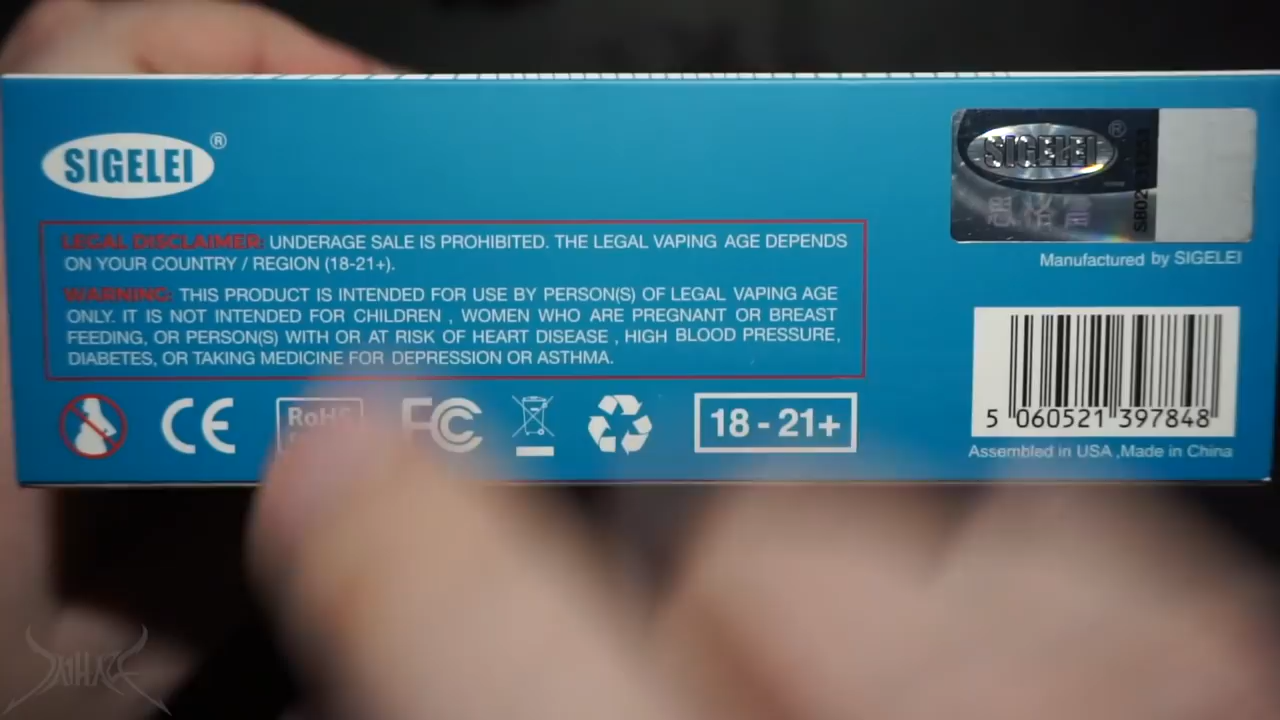 SIGELEI ®
LEGAL DISCLAIMER: UNDERAGE SALE IS PROHIBITED. THE LEGAL VAPING AGE DEPENDS
ON YOUR COUNTRY / REGION (18-21+).
WARNING: THIS PRODUCT IS INTENDED FOR USE BY PERSON(S) OF LEGAL VAPING AGE
ONLY. IT IS NOT INTENDED FOR CHILDREN , WOMEN WHO ARE PREGNANT OR BREAST
FEEDING, OR PERSON(S) WITH OR AT RISK OF HEART DISEASE , HIGH BLOOD PRESSURE,
DIABETES, OR TAKING MEDICINE FOR DEPRESSION OR ASTHMA.
CE RoHS FC 18 - 21+
SIGELEI ®
Manufactured by SIGELEI
5 060521 397848
Assembled in USA ,Made in China